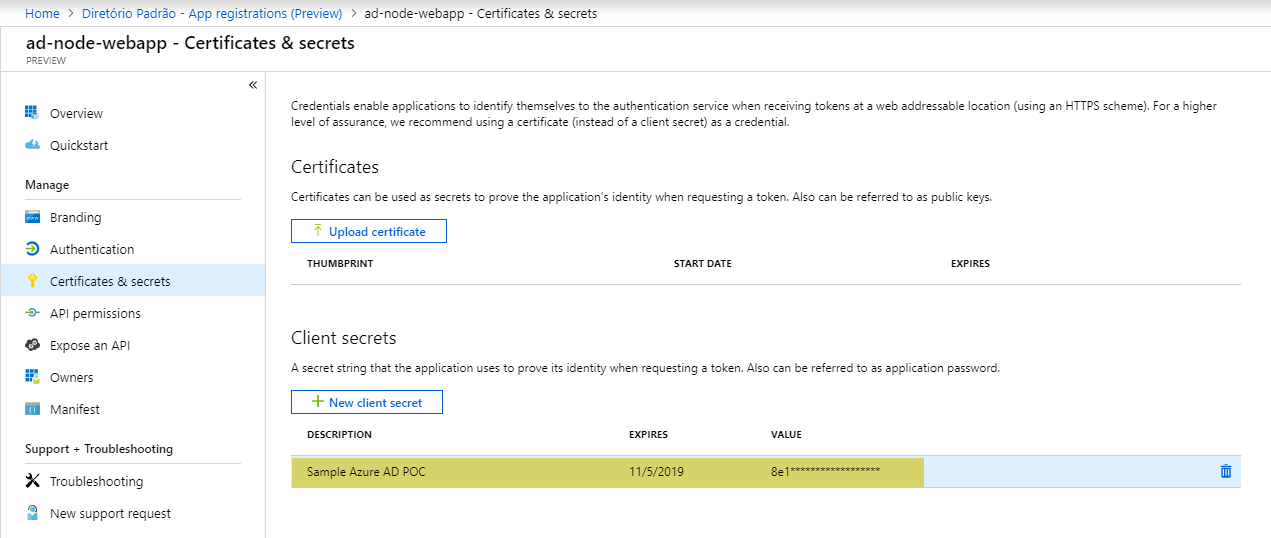 Home > Diretório Padrão - App registrations (Preview) > ad-node-webapp - Certificates & secrets
ad-node-webapp - Certificates & secrets
PREVIEW
«
Overview
Quickstart
Manage
Branding
Authentication
Certificates & secrets
API permissions
Expose an API
Owners
Manifest
Support + Troubleshooting
Troubleshooting
New support request
Credentials enable applications to identify themselves to the authentication service when receiving tokens at a web addressable location (using an HTTPS scheme). For a higher
level of assurance, we recommend using a certificate (instead of a client secret) as a credential.
Certificates
Certificates can be used as secrets to prove the application's identity when requesting a token. Also can be referred to as public keys.
Upload certificate
THUMBPRINT START DATE EXPIRES
Client secrets
A secret string that the application uses to prove its identity when requesting a token. Also can be referred to as application password.
New client secret
DESCRIPTION EXPIRES VALUE
Sample Azure AD POC 11/5/2019 8e1******************